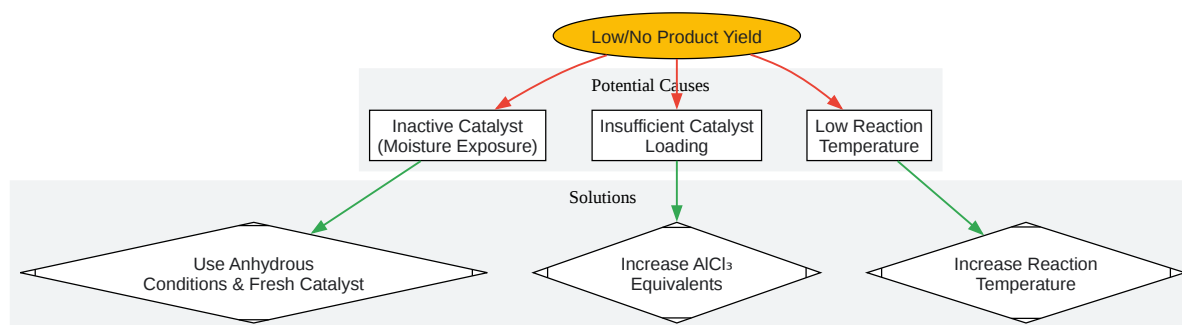 Low/No Product Yield
Potential Causes
Inactive Catalyst
(Moisture Exposure)
Insufficient Catalyst
Loading
Low Reaction
Temperature
Solutions
Use Anhydrous
Conditions & Fresh Catalyst
Increase AlCl₃
Equivalents
Increase Reaction
Temperature